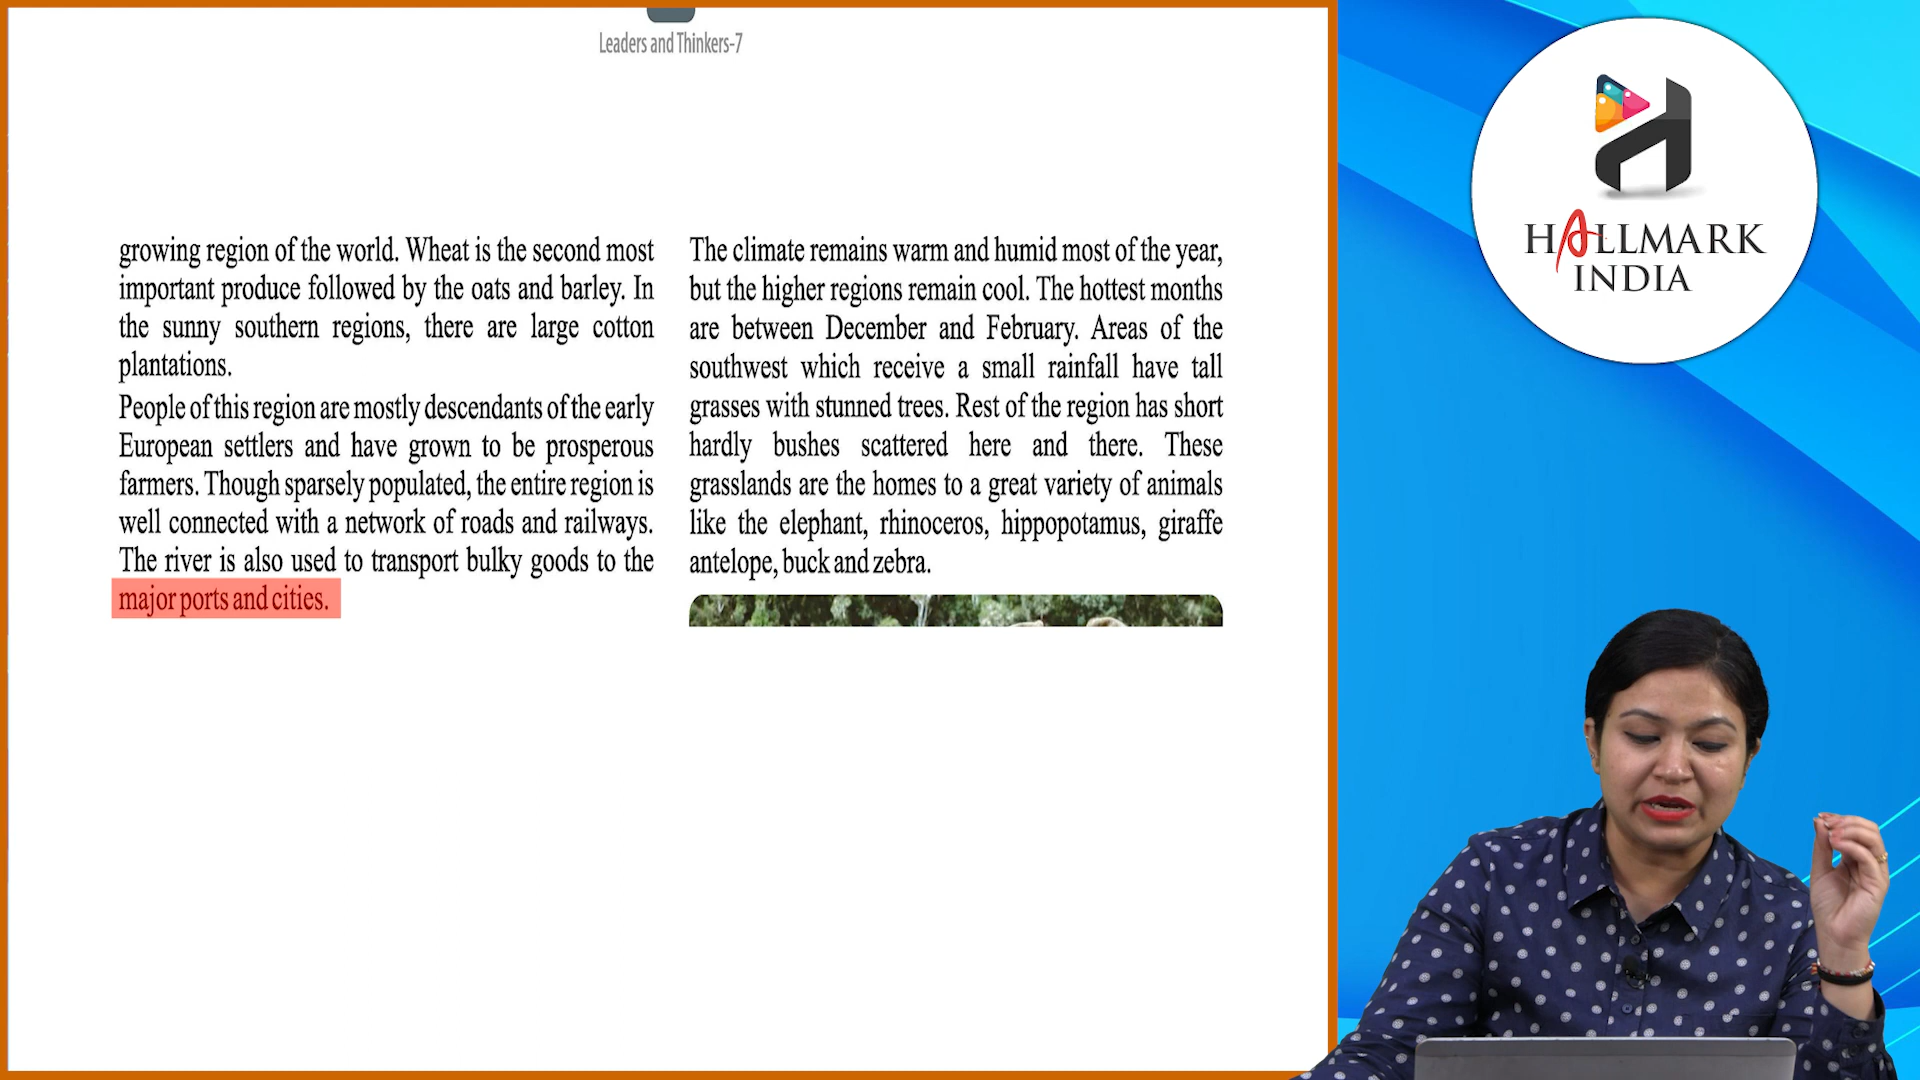 Leaders and Thinkers-7
growing region of the world. Wheat is the second most
important produce followed by the oats and barley. In
the sunny southern regions, there are large cotton
plantations.
People of this region are mostly descendants of the early
European settlers and have grown to be prosperous
farmers. Though sparsely populated, the entire region is
well connected with a network of roads and railways.
The river is also used to transport bulky goods to the
major ports and cities.
The climate remains warm and humid most of the year,
but the higher regions remain cool. The hottest months
are between December and February. Areas of the
southwest which receive a small rainfall have tall
grasses with stunned trees. Rest of the region has short
hardly bushes scattered here and there. These
grasslands are the homes to a great variety of animals
like the elephant, rhinoceros, hippopotamus, giraffe
antelope, buck and zebra.
HALLMARK
INDIA